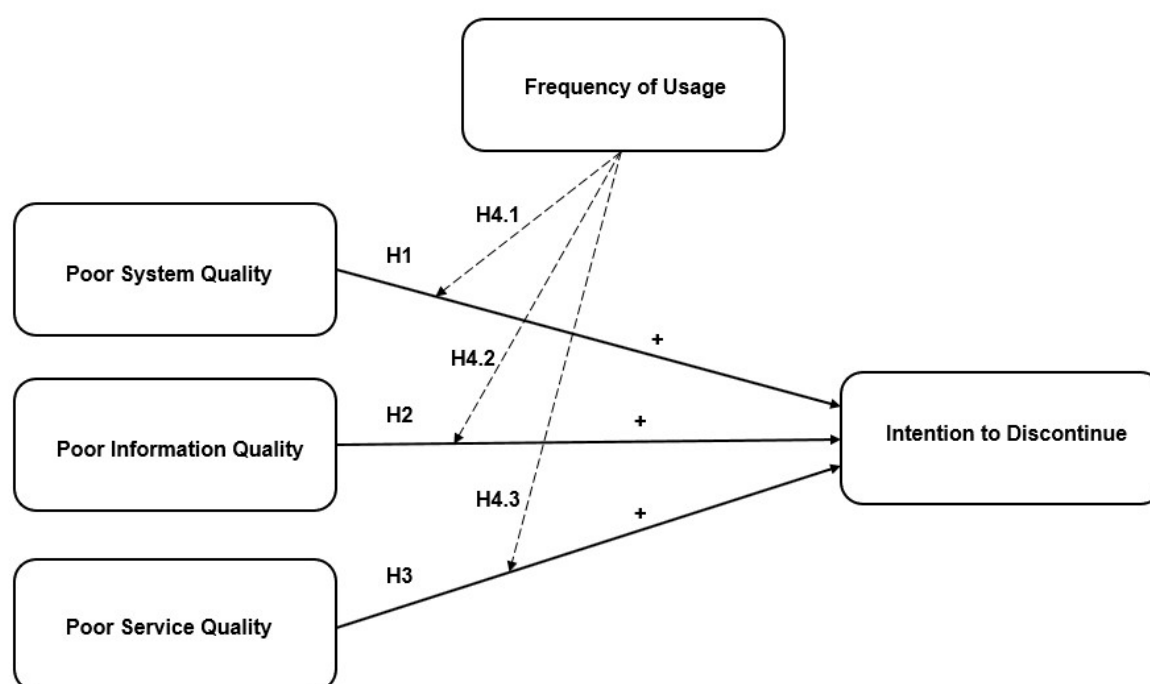 Frequency of Usage
H4.1
H1
Poor System Quality
+
H4.2
H2
+
Poor Information Quality
Intention to Discontinue
H4.3
+
H3
Poor Service Quality